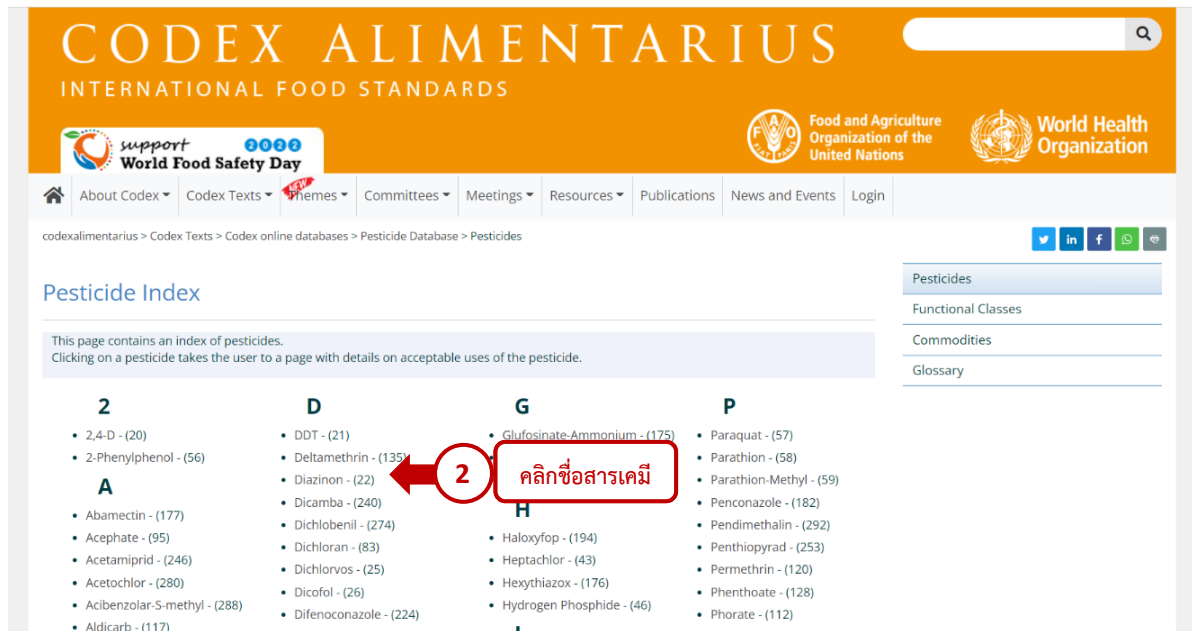 CODEX ALIMENTARIUS
INTERNATIONAL FOOD STANDARDS
support 2022
World Food Safety Day
Food and Agriculture
Organization of the
United Nations
World Health
Organization
About Codex
Codex Texts
NEW
Themes
Committees
Meetings
Resources
Publications
News and Events
Login
codexalimentarius > Codex Texts > Codex online databases > Pesticide Database > Pesticides
Pesticide Index
This page contains an index of pesticides.
Clicking on a pesticide takes the user to a page with details on acceptable uses of the pesticide.
Pesticides
Functional Classes
Commodities
Glossary
2
2,4-D - (20)
2-Phenylphenol - (56)
A
Abamectin - (177)
Acephate - (95)
Acetamiprid - (246)
Acetochlor - (280)
Acibenzolar-S-methyl - (288)
Aldicarb - (117)
D
DDT - (21)
Deltamethrin - (135)
Diazinon - (22)
Dicamba - (240)
Dichlobenil - (274)
Dichloran - (83)
Dichlorvos - (25)
Dicofol - (26)
Difenoconazole - (224)
2
คลิกชื่อสารเคมี
G
Glufosinate-Ammonium - (175)
H
Haloxyfop - (194)
Heptachlor - (43)
Hexythiazox - (176)
Hydrogen Phosphide - (46)
P
Paraquat - (57)
Parathion - (58)
Parathion-Methyl - (59)
Penconazole - (182)
Pendimethalin - (292)
Penthiopyrad - (253)
Permethrin - (120)
Phenthoate - (128)
Phorate - (112)